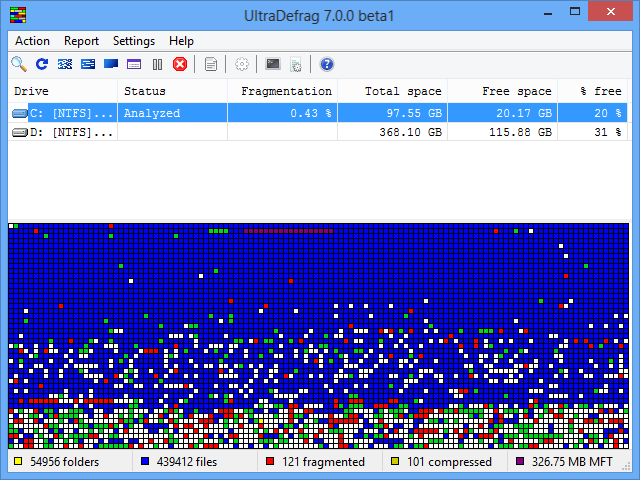 UltraDefrag 7.0.0 beta1
Action Report Settings Help
Drive Status Fragmentation Total space Free space % free
C: [NTFS]... Analyzed 0.43 % 97.55 GB 20.17 GB 20 %
D: [NTFS]... 368.10 GB 115.88 GB 31 %
54956 folders 439412 files 121 fragmented 101 compressed 326.75 MB MFT